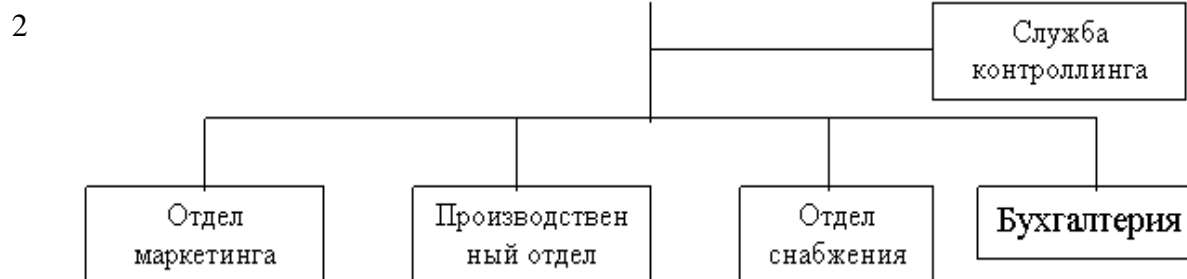 2
Служба
контроллинга
Отдел
маркетинга
Производствен
ный отдел
Отдел
снабжения
Бухгалтерия